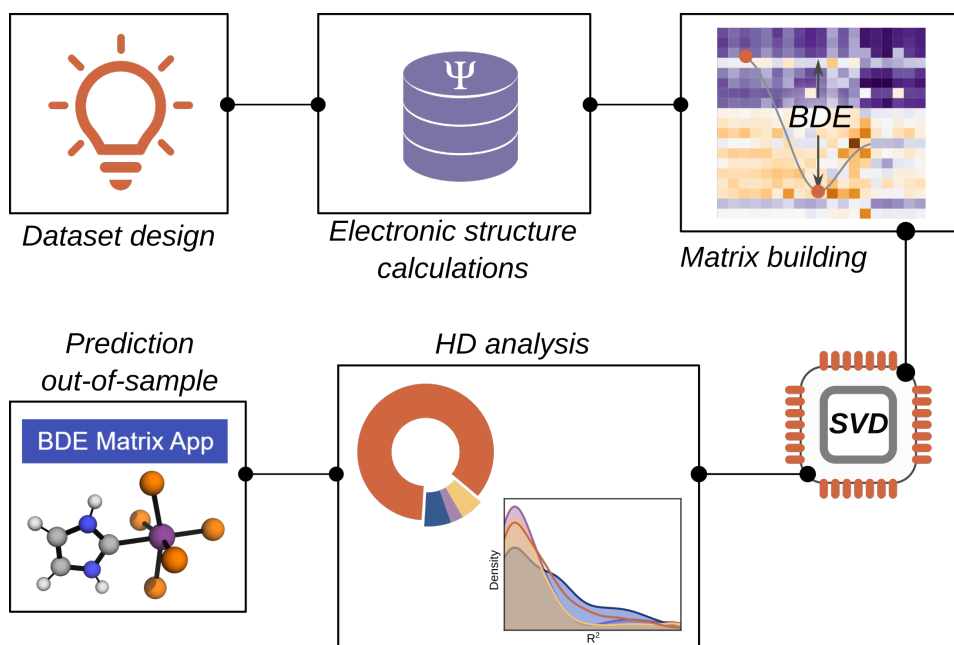 Ψ
BDE
Dataset design
Electronic structure
calculations
Matrix building
Prediction
out-of-sample
HD analysis
SVD
BDE Matrix App
Density
R²